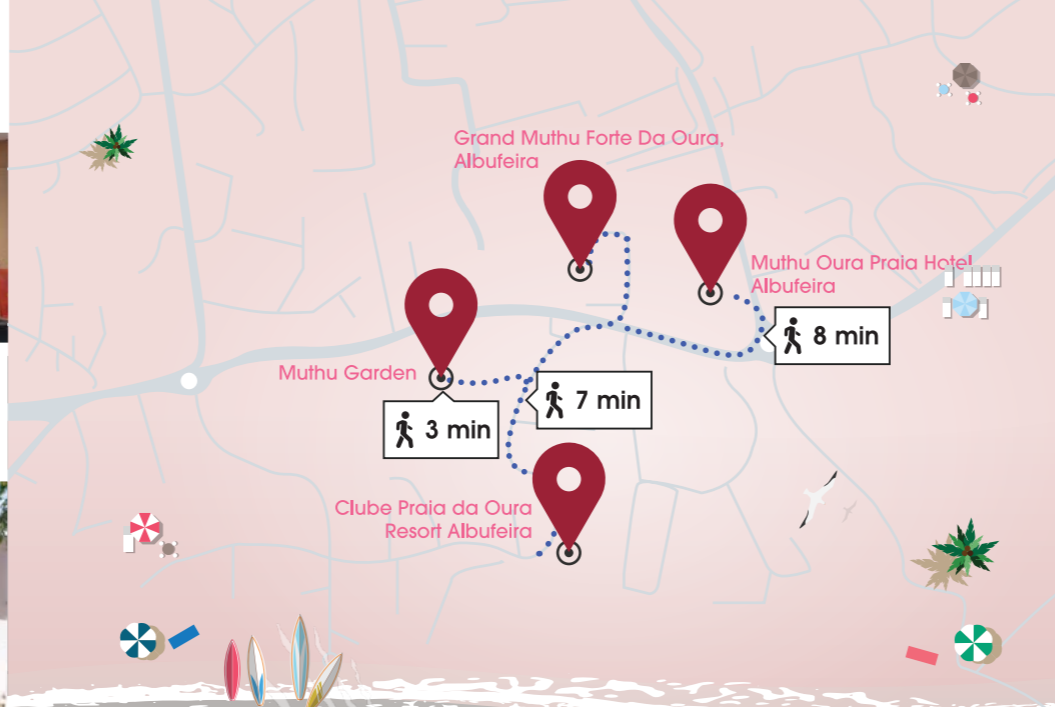 Grand Muthu Forte Da Oura,
Albufeira
Muthu Oura Praia Hotel
Albufeira
8 min
Muthu Garden
7 min
3 min
Clube Praia da Oura
Resort Albufeira